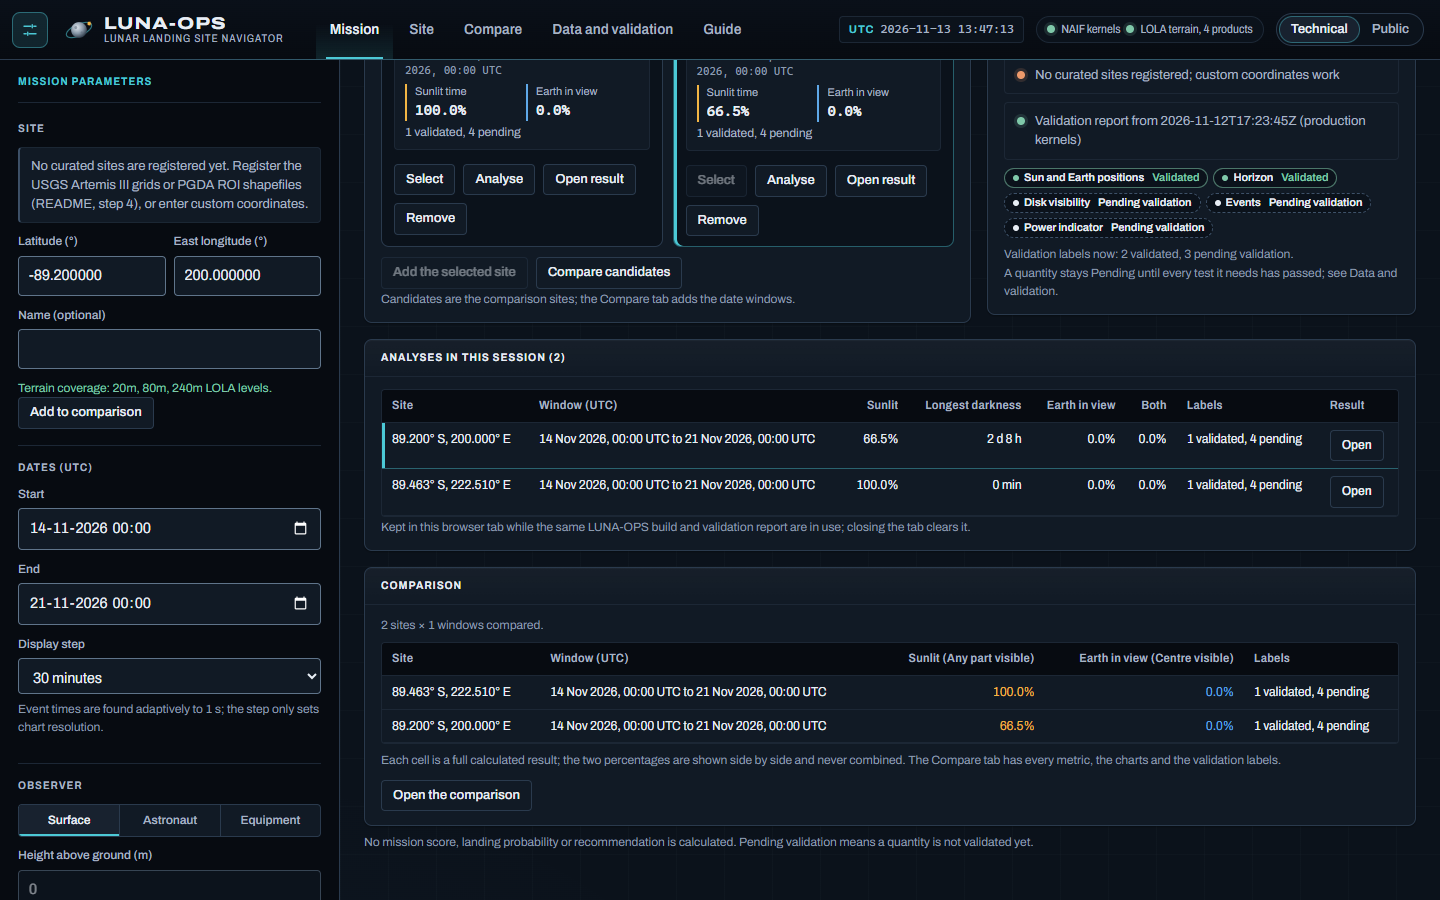 LUNA-OPS
LUNAR LANDING SITE NAVIGATOR
Mission
Site
Compare
Data and validation
Guide
UTC 2026-11-13 13:47:13
NAIF kernels
LOLA terrain, 4 products
Technical
Public
MISSION PARAMETERS
SITE
No curated sites are registered yet. Register the
USGS Artemis III grids or PGDA ROI shapefiles
(README, step 4), or enter custom coordinates.
Latitude (°)
East longitude (°)
-89.200000
200.000000
Name (optional)
Terrain coverage: 20m, 80m, 240m LOLA levels.
Add to comparison
DATES (UTC)
Start
14-11-2026 00:00
End
21-11-2026 00:00
Display step
30 minutes
Event times are found adaptively to 1 s; the step only sets
chart resolution.
OBSERVER
Surface
Astronaut
Equipment
Height above ground (m)
0
2026, 00:00 UTC
Sunlit time
100.0%
Earth in view
0.0%
1 validated, 4 pending
Select
Analyse
Open result
Remove
2026, 00:00 UTC
Sunlit time
66.5%
Earth in view
0.0%
1 validated, 4 pending
Select
Analyse
Open result
Remove
Add the selected site
Compare candidates
Candidates are the comparison sites; the Compare tab adds the date windows.
No curated sites registered; custom coordinates work
Validation report from 2026-11-12T17:23:45Z (production
kernels)
Sun and Earth positions Validated
Horizon Validated
Disk visibility Pending validation
Events Pending validation
Power indicator Pending validation
Validation labels now: 2 validated, 3 pending validation.
A quantity stays Pending until every test it needs has passed; see Data and
validation.
ANALYSES IN THIS SESSION (2)
Site Window (UTC) Sunlit Longest darkness Earth in view Both Labels Result
89.200° S, 200.000° E 14 Nov 2026, 00:00 UTC to 21 Nov 2026, 00:00 UTC 66.5% 2 d 8 h 0.0% 0.0% 1 validated, 4 pending Open
89.463° S, 222.510° E 14 Nov 2026, 00:00 UTC to 21 Nov 2026, 00:00 UTC 100.0% 0 min 0.0% 0.0% 1 validated, 4 pending Open
Kept in this browser tab while the same LUNA-OPS build and validation report are in use; closing the tab clears it.
COMPARISON
2 sites × 1 windows compared.
Site Window (UTC) Sunlit (Any part visible) Earth in view (Centre visible) Labels
89.463° S, 222.510° E 14 Nov 2026, 00:00 UTC to 21 Nov 2026, 00:00 UTC 100.0% 0.0% 1 validated, 4 pending
89.200° S, 200.000° E 14 Nov 2026, 00:00 UTC to 21 Nov 2026, 00:00 UTC 66.5% 0.0% 1 validated, 4 pending
Each cell is a full calculated result; the two percentages are shown side by side and never combined. The Compare tab has every metric, the charts and the validation labels.
Open the comparison
No mission score, landing probability or recommendation is calculated. Pending validation means a quantity is not validated yet.